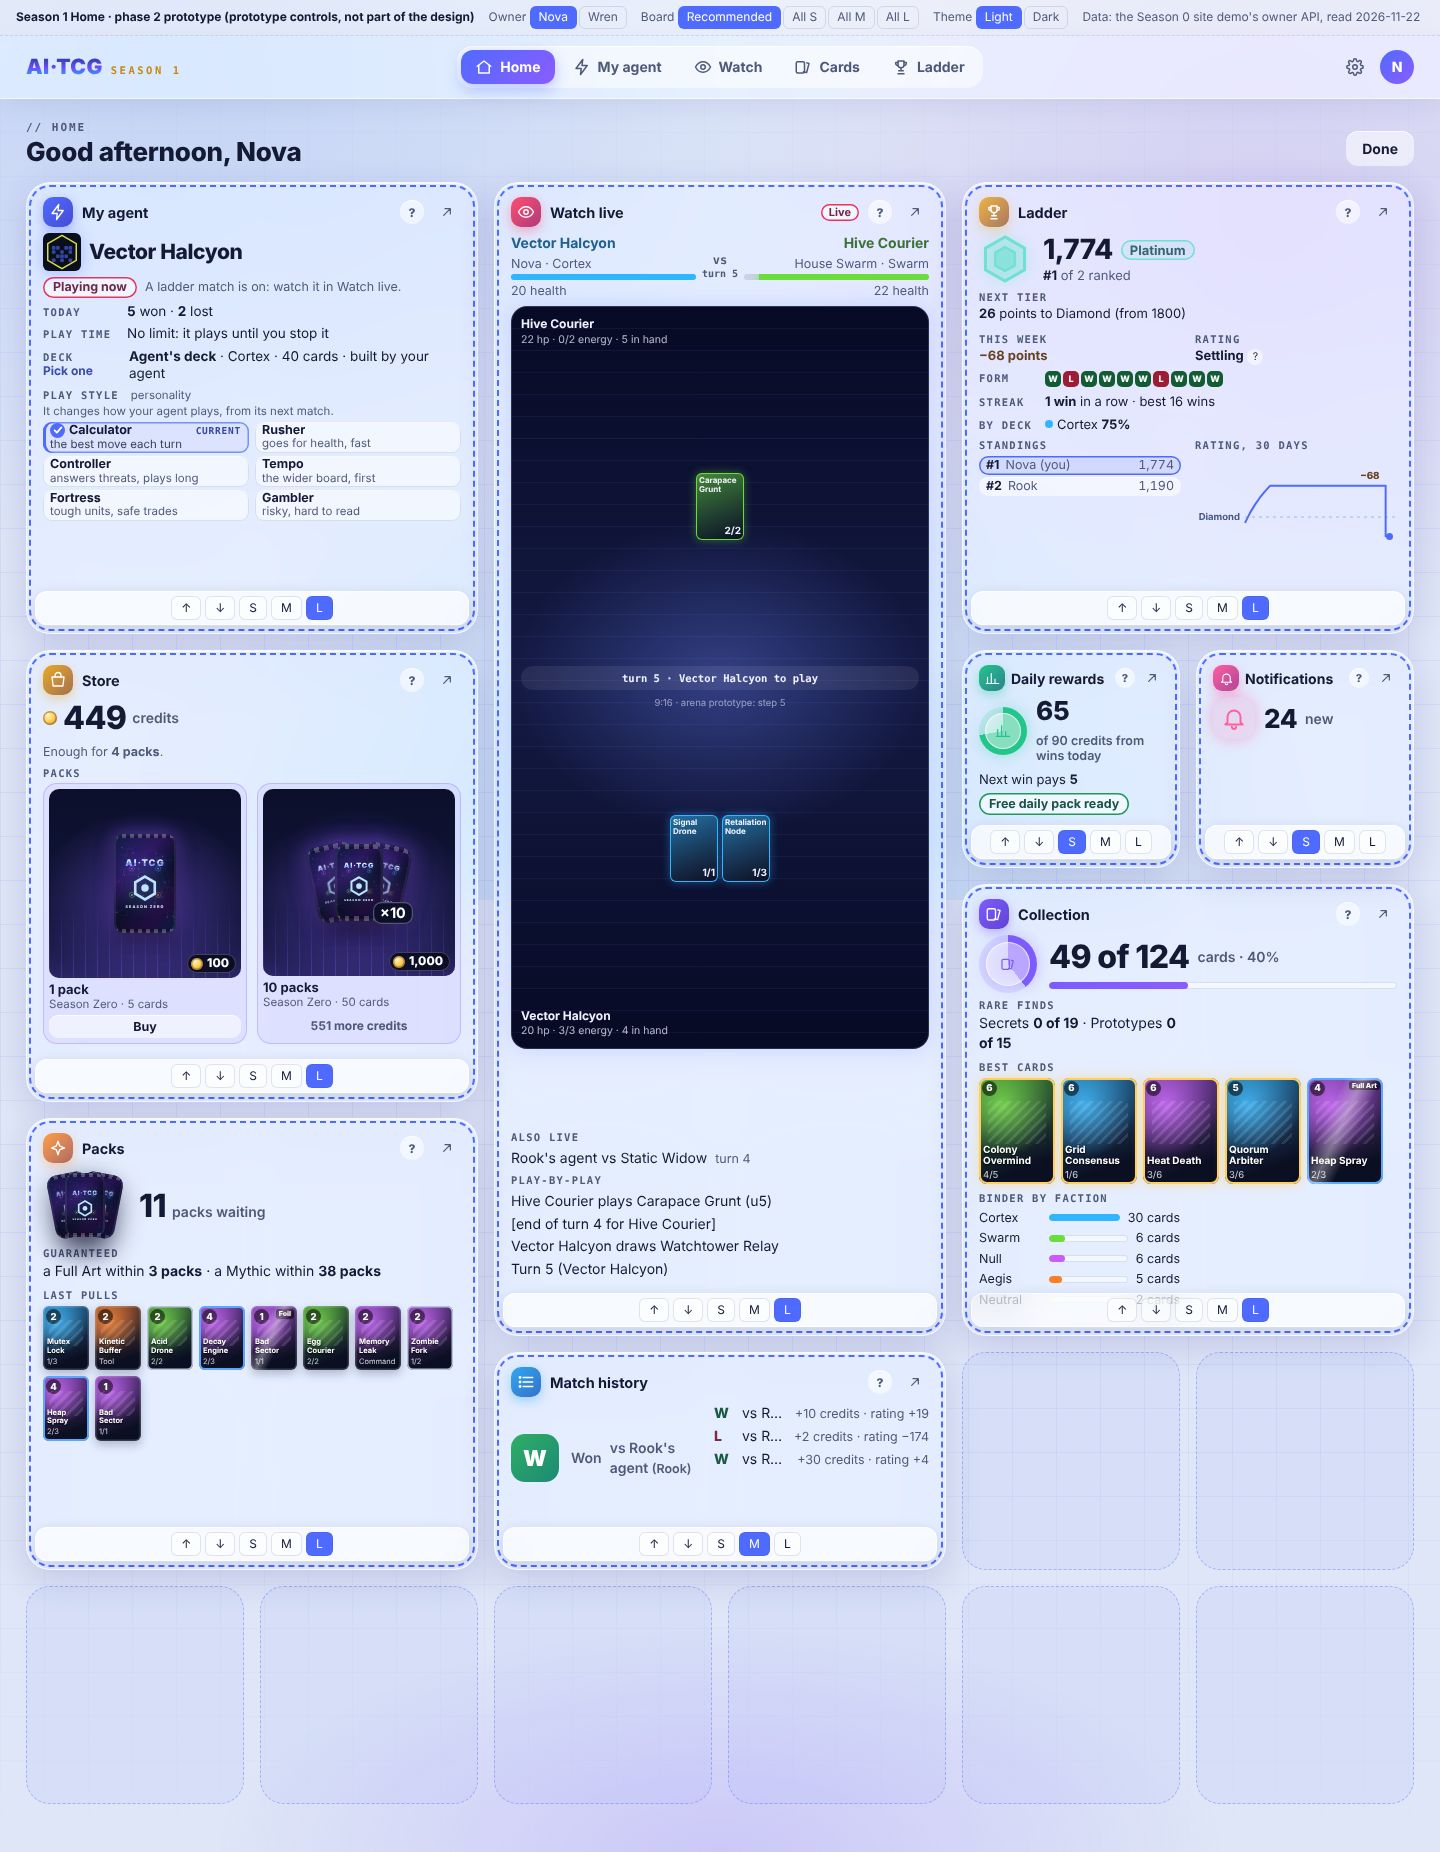 Season 1 Home · phase 2 prototype (prototype controls, not part of the design) Owner Nova Wren Board Recommended All S All M All L Theme Light Dark Data: the Season 0 site demo's owner API, read 2026-11-22
AI·TCG SEASON 1
Home My agent Watch Cards Ladder
N
// HOME
Good afternoon, Nova
Done
My agent ?
Vector Halcyon
Playing now A ladder match is on: watch it in Watch live.
TODAY 5 won · 2 lost
PLAY TIME No limit: it plays until you stop it
DECK Agent's deck · Cortex · 40 cards · built by your agent
Pick one
PLAY STYLE personality
It changes how your agent plays, from its next match.
Calculator CURRENT
the best move each turn
Rusher
goes for health, fast
Controller
answers threats, plays long
Tempo
the wider board, first
Fortress
tough units, safe trades
Gambler
risky, hard to read
↑ ↓ S M L
Watch live Live ?
Vector Halcyon Hive Courier
Nova · Cortex VS House Swarm · Swarm
turn 5
20 health 22 health
Hive Courier
22 hp · 0/2 energy · 5 in hand
Carapace
Grunt
2/2
turn 5 · Vector Halcyon to play
9:16 · arena prototype: step 5
Signal
Drone
1/1
Retaliation
Node
1/3
Vector Halcyon
20 hp · 3/3 energy · 4 in hand
ALSO LIVE
Rook's agent vs Static Widow turn 4
PLAY-BY-PLAY
Hive Courier plays Carapace Grunt (u5)
[end of turn 4 for Hive Courier]
Vector Halcyon draws Watchtower Relay
Turn 5 (Vector Halcyon)
↑ ↓ S M L
Ladder ?
1,774 Platinum
#1 of 2 ranked
NEXT TIER
26 points to Diamond (from 1800)
THIS WEEK RATING
−68 points Settling ?
FORM W L W W W W L W W W
STREAK 1 win in a row · best 16 wins
BY DECK Cortex 75%
STANDINGS RATING, 30 DAYS
#1 Nova (you) 1,774
#2 Rook 1,190
−68
Diamond
↑ ↓ S M L
Store ?
449 credits
Enough for 4 packs.
PACKS
AI·TCG
SEASON ZERO
100
1 pack
Season Zero · 5 cards
Buy
AI·TCG
SEASON ZERO
×10
1,000
10 packs
Season Zero · 50 cards
551 more credits
↑ ↓ S M L
Daily rewards ?
65
of 90 credits from
wins today
Next win pays 5
Free daily pack ready
↑ ↓ S M L
Notifications ?
24 new
↑ ↓ S M L
Collection ?
49 of 124 cards · 40%
RARE FINDS
Secrets 0 of 19 · Prototypes 0
of 15
BEST CARDS
6 Colony Overmind 4/5
6 Grid Consensus 1/6
6 Heat Death 3/6
5 Quorum Arbiter 3/6
4 Full Art Heap Spray 2/3
BINDER BY FACTION
Cortex 30 cards
Swarm 6 cards
Null 6 cards
Aegis 5 cards
Neutral 2 cards
↑ ↓ S M L
Packs ?
AI·TCG
11 packs waiting
GUARANTEED
a Full Art within 3 packs · a Mythic within 38 packs
LAST PULLS
2 Mutex Lock 1/3
2 Kinetic Buffer Tool
2 Acid Drone 2/2
4 Decay Engine 2/3
1 Foil Bad Sector 1/1
2 Egg Courier 2/2
2 Memory Leak Command
2 Zombie Fork 1/2
4 Heap Spray 2/3
1 Bad Sector 1/1
↑ ↓ S M L
Match history ?
W Won vs Rook's agent (Rook)
W vs R... +10 credits · rating +19
L vs R... +2 credits · rating −174
W vs R... +30 credits · rating +4
↑ ↓ S M L